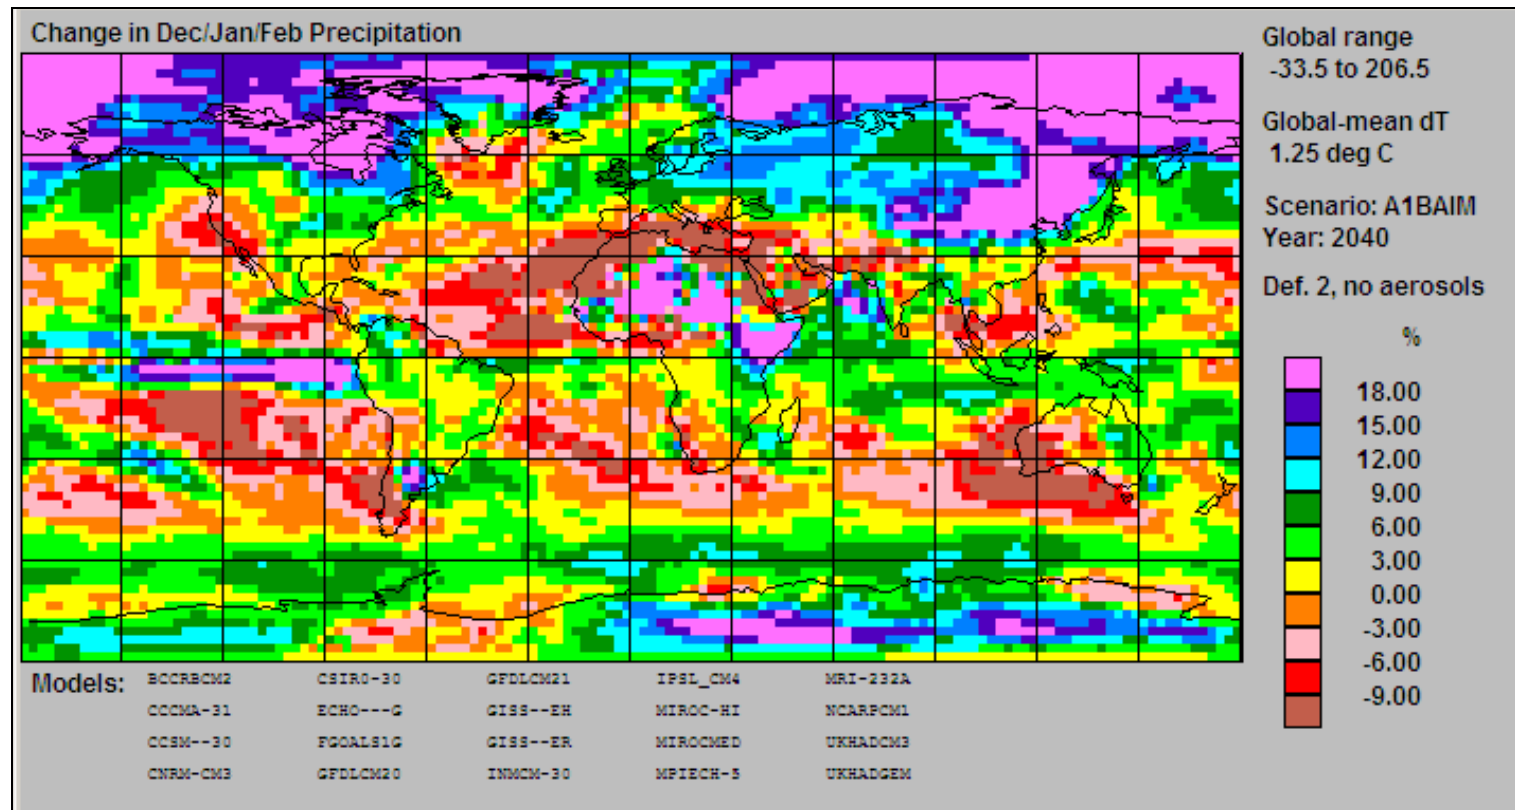 Change in Dec/Jan/Feb Precipitation
Global range
-33.5 to 206.5
Global-mean dT
1.25 deg C
Scenario: A1BAIM
Year: 2040
Def. 2, no aerosols
%
18.00
15.00
12.00
9.00
6.00
3.00
0.00
-3.00
-6.00
-9.00
Models: BCCRBCM2 CSIR0-30 GFDLCM21 IPSL_CM4 MRI-232A
CCCMA-31 ECHO---G GISS--EH MIROC-HI NCARPCM1
CCSM--30 FGOALS1G GISS--ER MIROCMED UKHADCM3
CNRM-CM3 GFDLCM20 INMCM-30 MPIECH-5 UKHADGEM